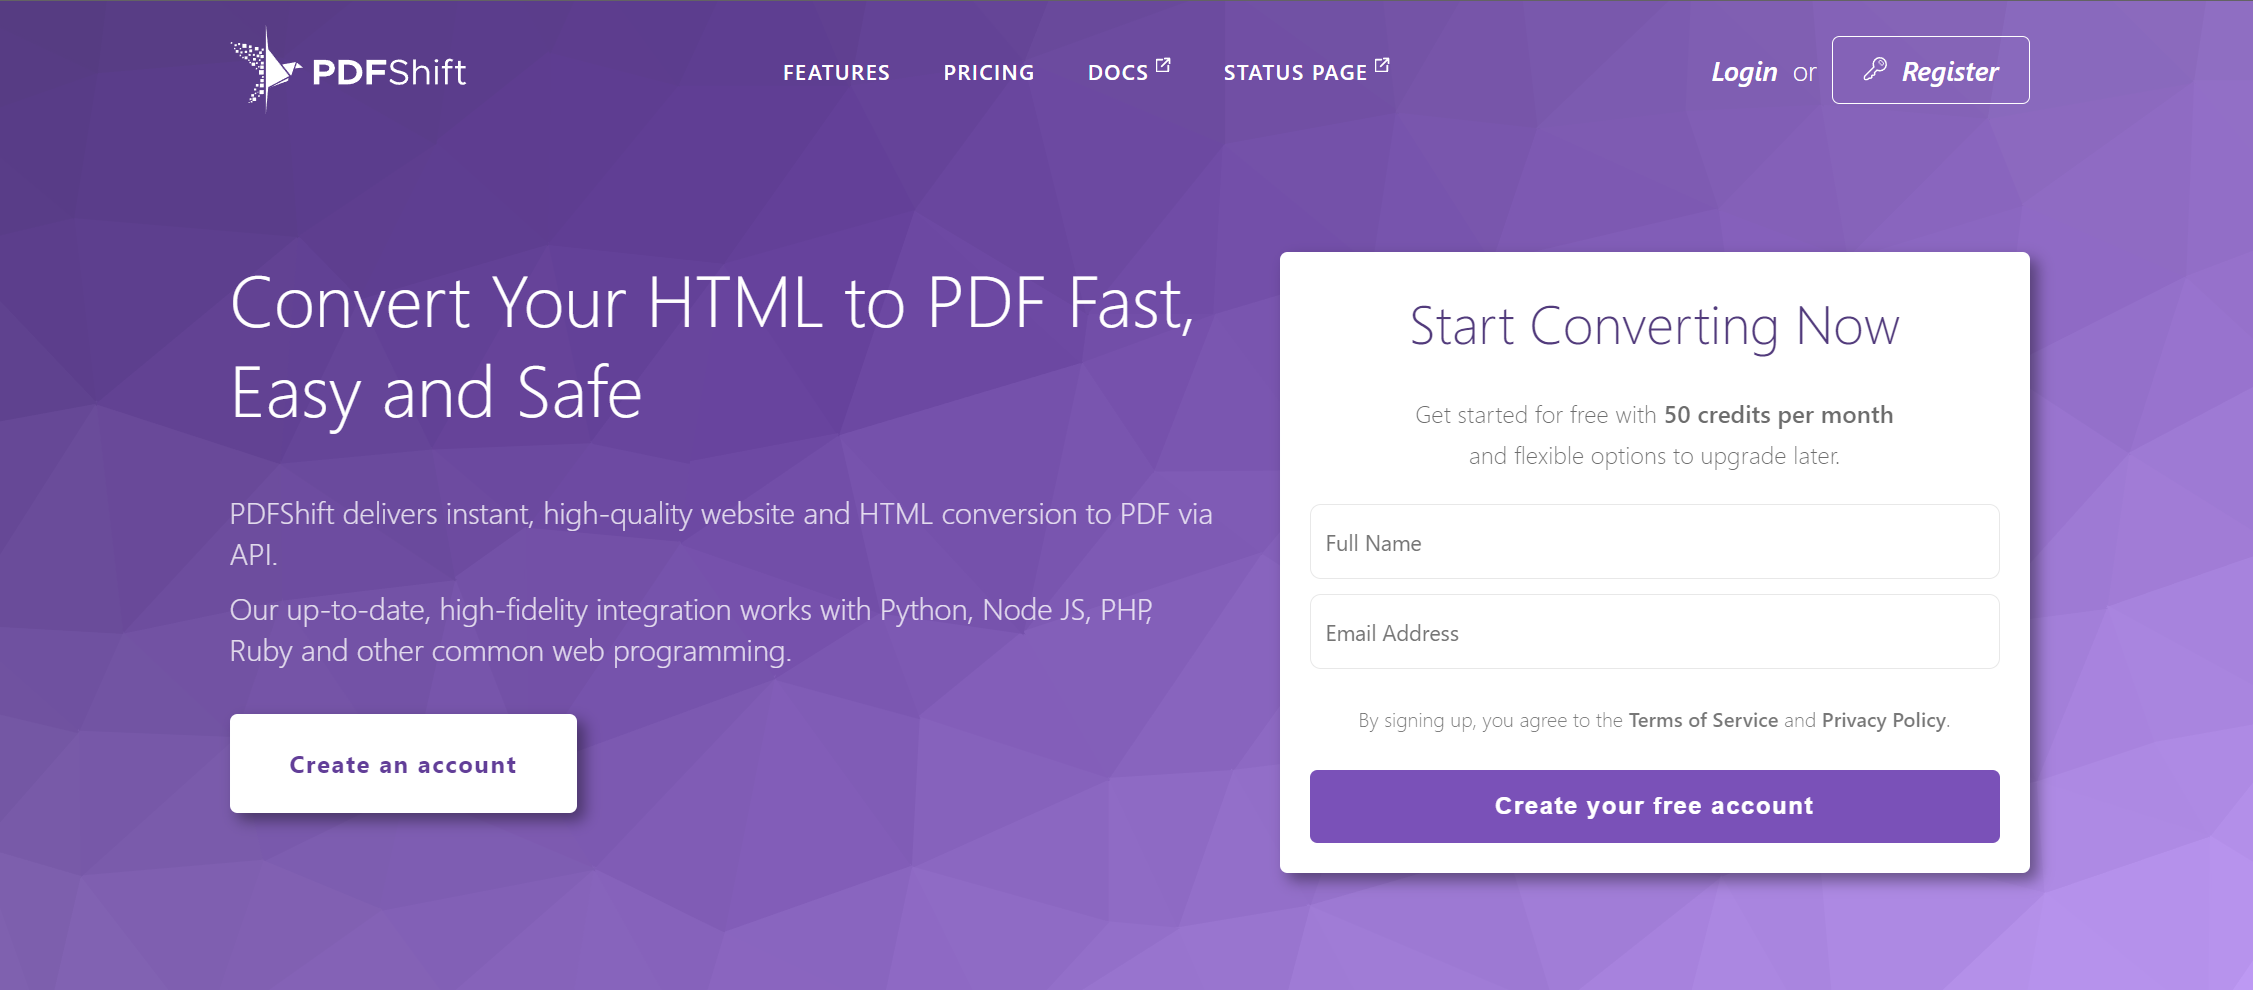 PDFShift
FEATURES
PRICING
DOCS
STATUS PAGE
Login or
Register
Convert Your HTML to PDF Fast,
Easy and Safe
PDFShift delivers instant, high-quality website and HTML conversion to PDF via
API.
Our up-to-date, high-fidelity integration works with Python, Node JS, PHP,
Ruby and other common web programming.
Create an account
Start Converting Now
Get started for free with 50 credits per month
and flexible options to upgrade later.
Full Name
Email Address
By signing up, you agree to the Terms of Service and Privacy Policy.
Create your free account